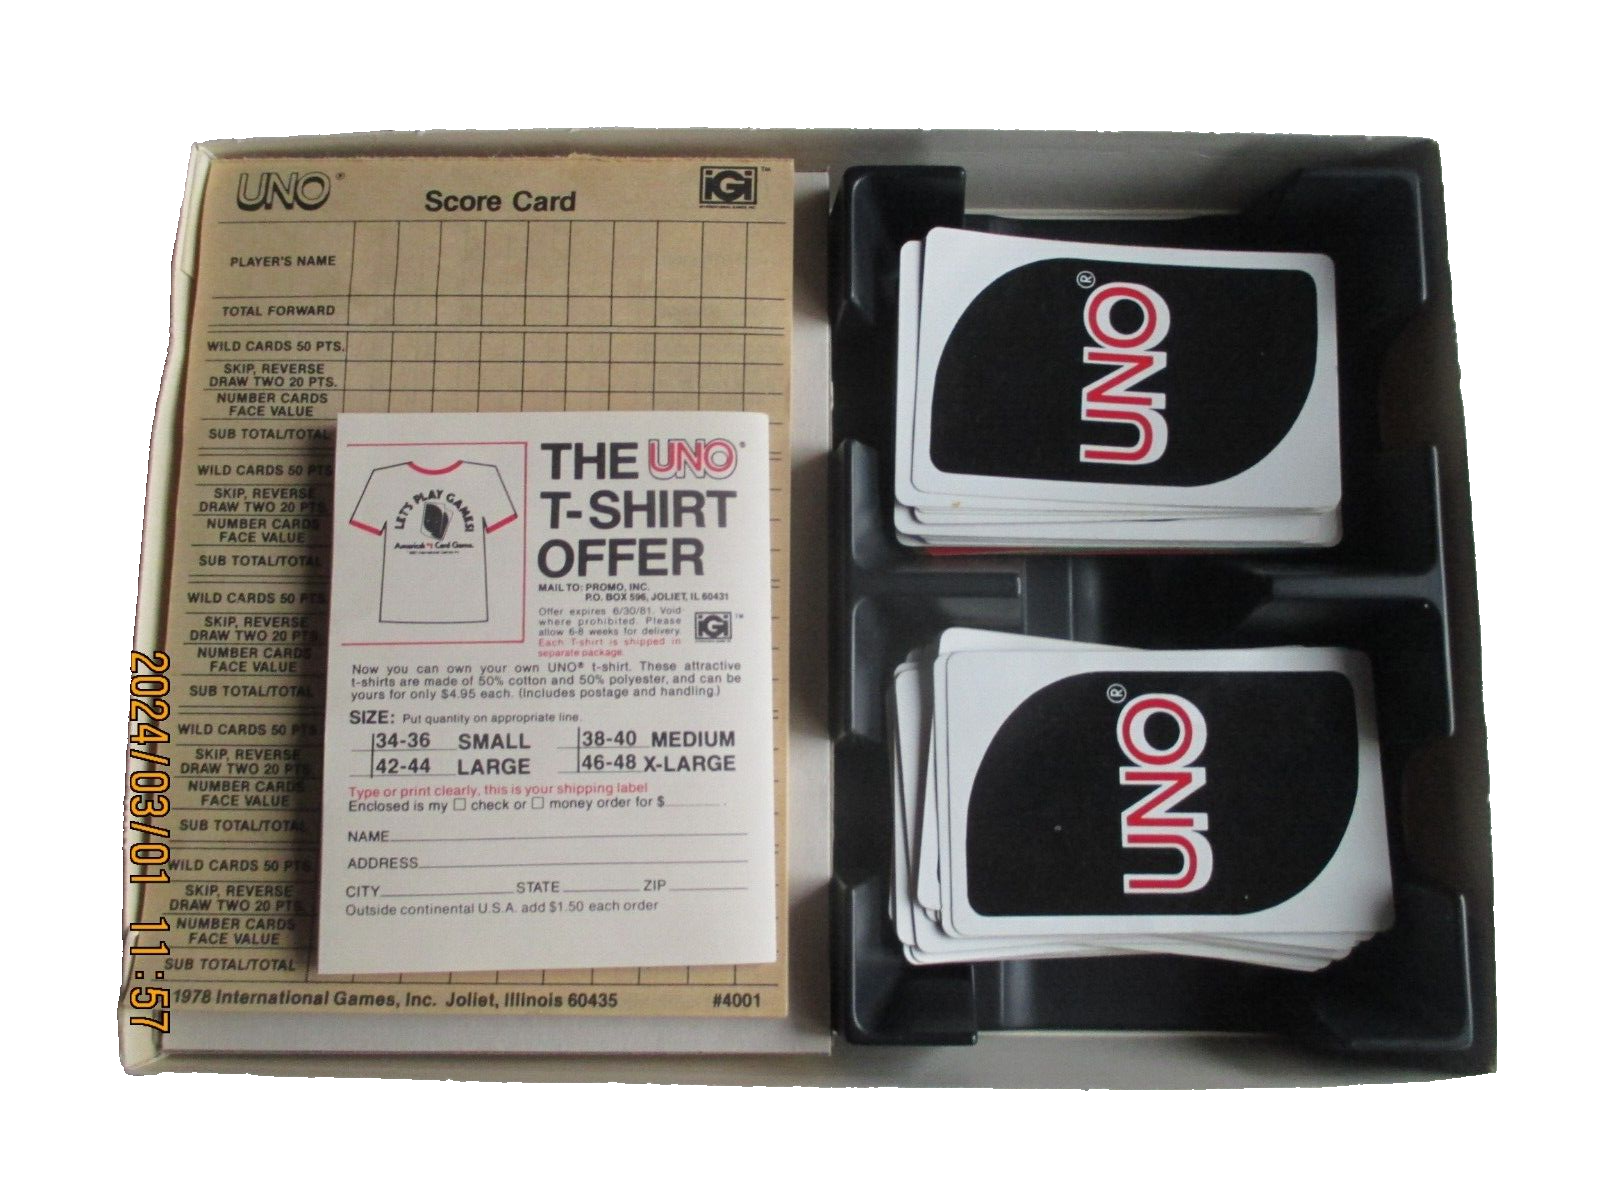 UNO®
Score Card
iGi™
PLAYER'S NAME
TOTAL FORWARD
WILD CARDS 50 PTS.
SKIP, REVERSE
DRAW TWO 20 PTS.
NUMBER CARDS
FACE VALUE
SUB TOTAL/TOTAL
WILD CARDS 50 PTS
SKIP, REVERSE
DRAW TWO 20 PTS
NUMBER CARDS
FACE VALUE
SUB TOTAL/TOTAL
WILD CARDS 50 PTS
SKIP, REVERSE
DRAW TWO 20 PTS
NUMBER CARDS
FACE VALUE
SUB TOTAL/TOTAL
WILD CARDS 50 PTS
SKIP, REVERSE
DRAW TWO 20 PTS
NUMBER CARDS
FACE VALUE
SUB TOTAL/TOTAL
WILD CARDS 50 PTS
SKIP, REVERSE
DRAW TWO 20 PTS.
NUMBER CARDS
FACE VALUE
SUB TOTAL/TOTAL
1978 International Games, Inc. Joliet, Illinois 60435 #4001
THE UNO®
T-SHIRT
OFFER
LET'S PLAY GAMES!
America's #1 Card Game.
MAIL TO: PROMO, INC.
P.O. BOX 596, JOLIET, IL 60431
Offer expires 6/30/81. Void
where prohibited. Please
allow 6-8 weeks for delivery.
Each T-shirt is shipped in
separate package.
iGi™
Now you can own your own UNO® t-shirt. These attractive
t-shirts are made of 50% cotton and 50% polyester, and can be
yours for only $4.95 each. (Includes postage and handling.)
SIZE: Put quantity on appropriate line.
34-36 SMALL 38-40 MEDIUM
42-44 LARGE 46-48 X-LARGE
Type or print clearly, this is your shipping label
Enclosed is my check or money order for $
NAME
ADDRESS
CITY STATE ZIP
Outside continental U.S.A. add $1.50 each order
UNO®
UNO®
2024/03/01 11:57